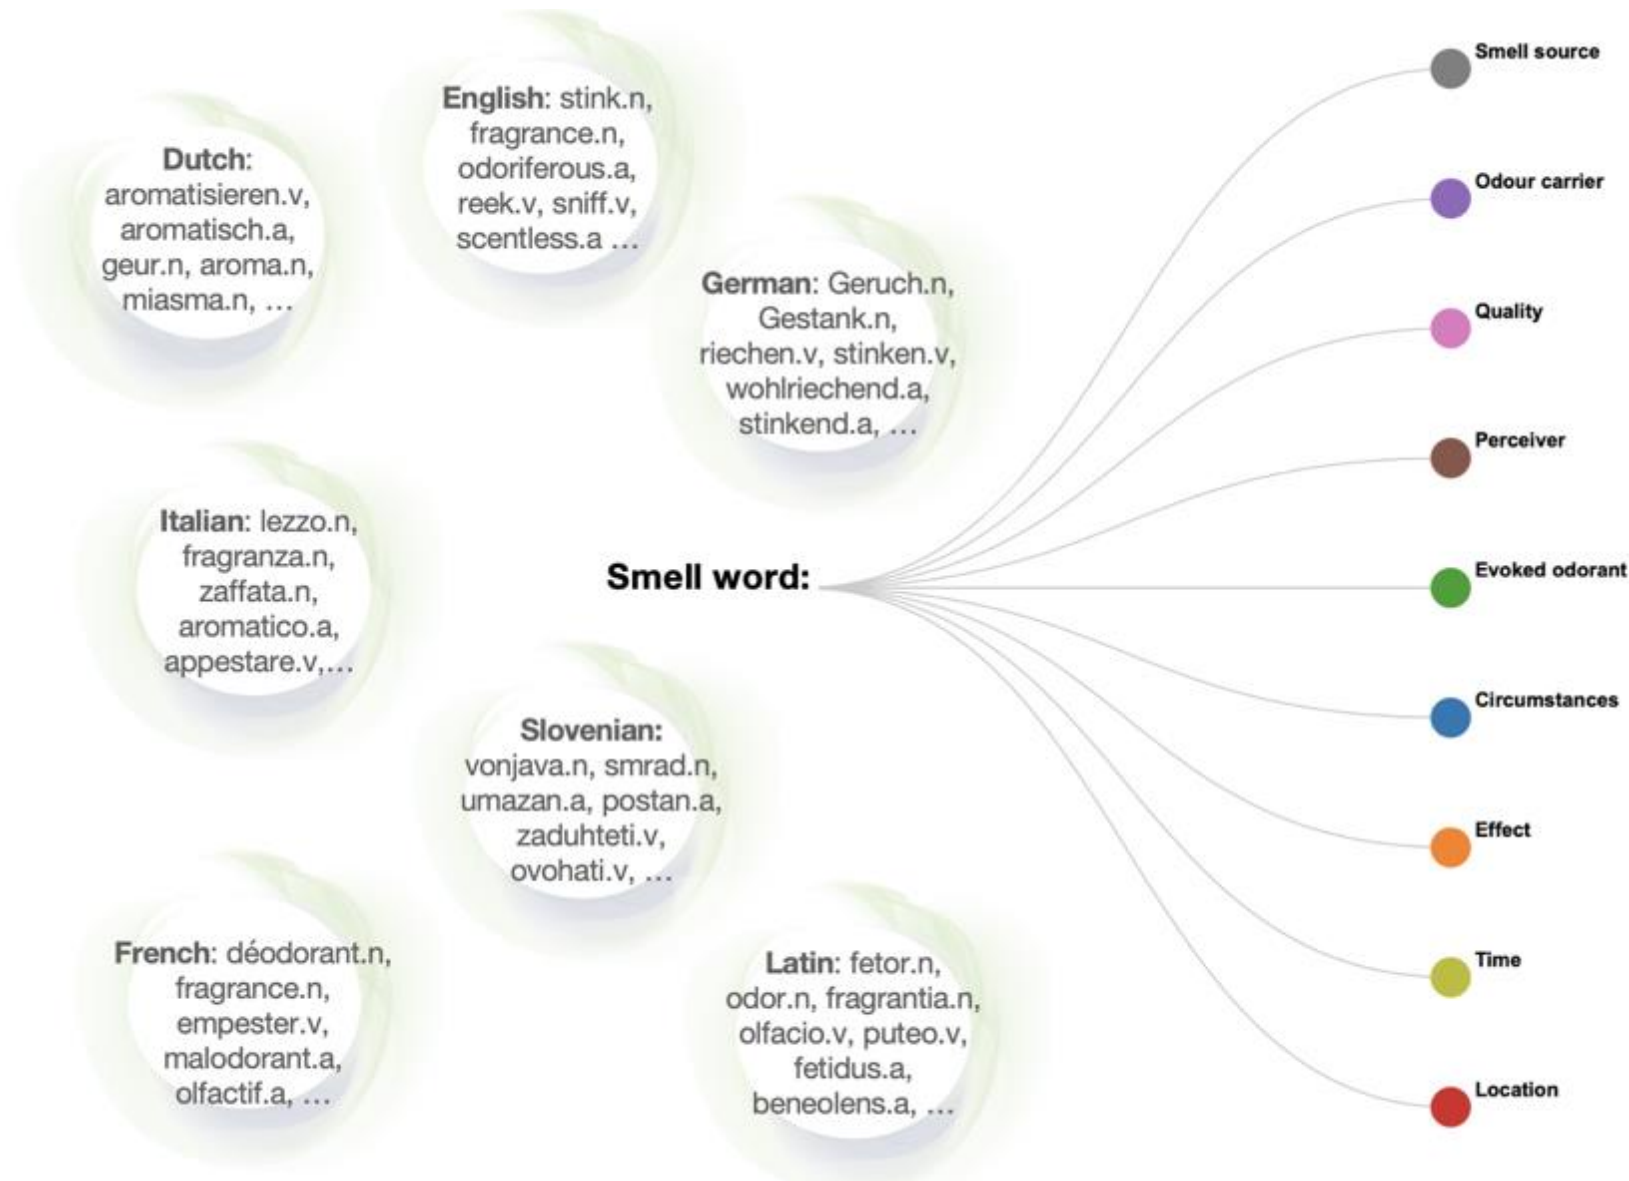 English: stink.n,
fragrance.n,
odoriferous.a,
reek.v, sniff.v,
scentless.a ...
Dutch:
aromatisieren.v,
aromatisch.a,
geur.n, aroma.n,
miasma.n, ...
German: Geruch.n,
Gestank.n,
riechen.v, stinken.v,
wohlriechend.a,
stinkend.a, ...
Italian: lezzo.n,
fragranza.n,
zaffata.n,
aromatico.a,
appestare.v,...
Slovenian:
vonjava.n, smrad.n,
umazan.a, postan.a,
zaduhteti.v,
ovohati.v, ...
French: déodorant.n,
fragrance.n,
empester.v,
malodorant.a,
olfactif.a, ...
Latin: fetor.n,
odor.n, fragrantia.n,
olfacio.v, puteo.v,
fetidus.a,
beneolens.a, ...
Smell word:
Smell source
Odour carrier
Quality
Perceiver
Evoked odorant
Circumstances
Effect
Time
Location